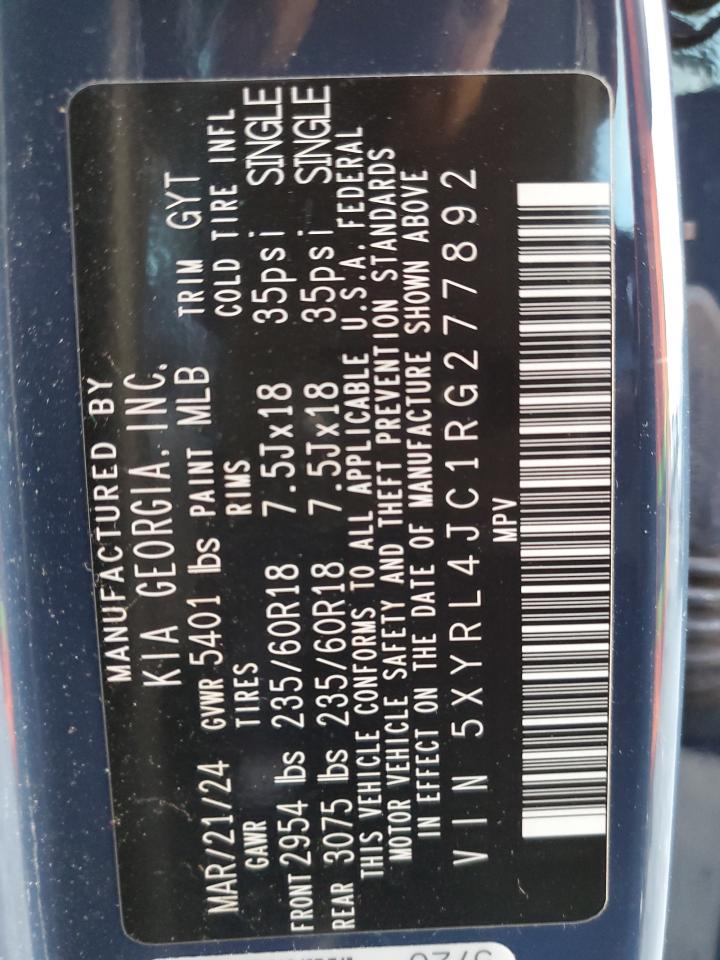 MANUFACTURED BY
KIA GEORGIA, INC.
MAR/21/24 GVWR 5401 lbs PAINT MLB TRIM GYT
GAWR TIRES RIMS COLD TIRE INFL
FRONT 2954 lbs 235/60R18 7.5Jx18 35psi SINGLE
REAR 3075 lbs 235/60R18 7.5Jx18 35psi SINGLE
THIS VEHICLE CONFORMS TO ALL APPLICABLE U.S.A. FEDERAL
MOTOR VEHICLE SAFETY AND THEFT PREVENTION STANDARDS
IN EFFECT ON THE DATE OF MANUFACTURE SHOWN ABOVE
VIN 5XYRL4JC1RG277892
MPV